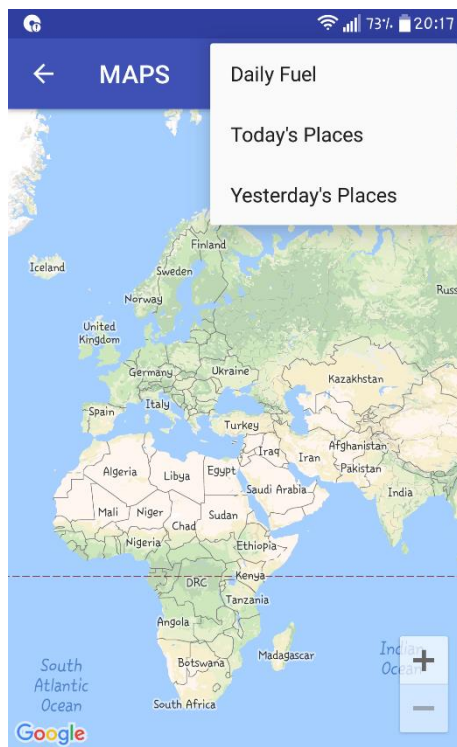 73% 20:17
MAPS
Daily Fuel
Today's Places
Yesterday's Places
Finland
Iceland
Sweden
Russ
Norway
United
Kingdom
Germany
Ukraine
Kazakhstan
Spain
Italy
Turkey
Afghanistan
Iraq
Iran
Pakistan
Algeria
Libya
Egypt
Saudi Arabia
India
Mali
Niger
Chad
Sudan
Nigeria
Ethiopia
DRC
Kenya
Tanzania
Angola
Botswana
Madagascar
Indian
Ocean
South
Atlantic
Ocean
South Africa
Google